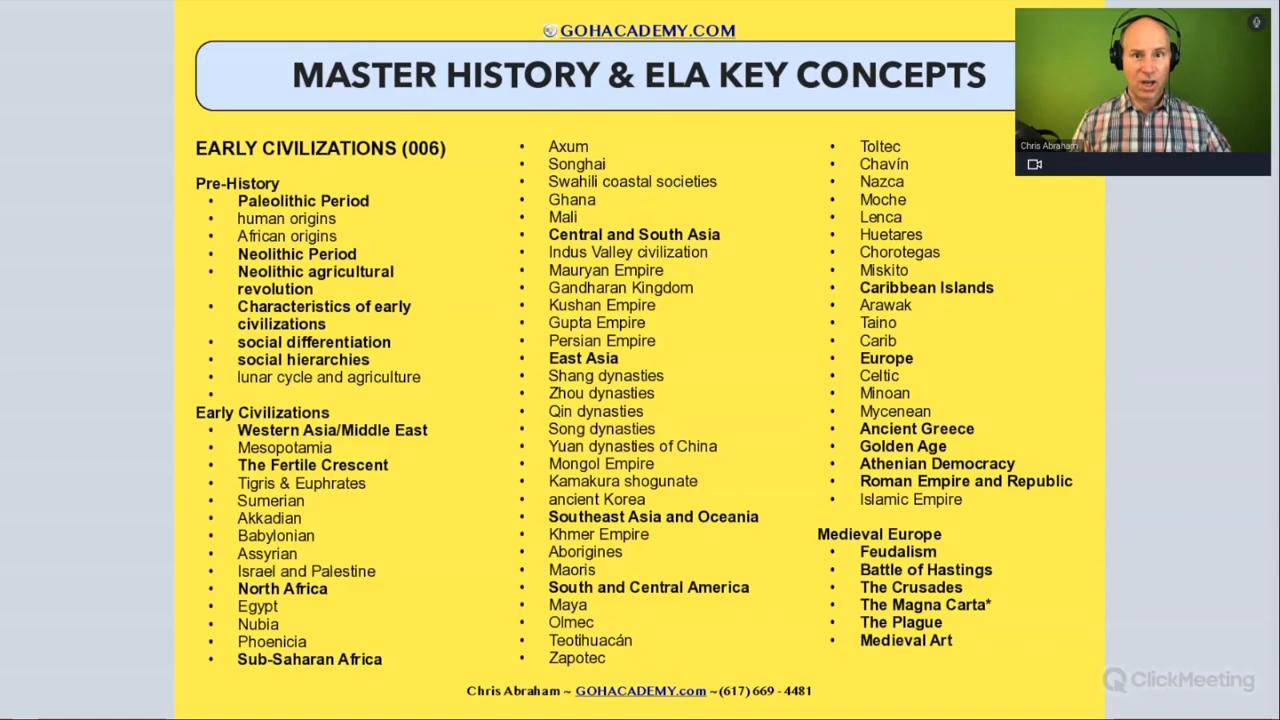 GOHACADEMY.COM
MASTER HISTORY & ELA KEY CONCEPTS
Chris Abraham
EARLY CIVILIZATIONS (006)
Pre-History
• Paleolithic Period
• human origins
• African origins
• Neolithic Period
• Neolithic agricultural
revolution
• Characteristics of early
civilizations
• social differentiation
• social hierarchies
• lunar cycle and agriculture
•
Early Civilizations
• Western Asia/Middle East
• Mesopotamia
• The Fertile Crescent
• Tigris & Euphrates
• Sumerian
• Akkadian
• Babylonian
• Assyrian
• Israel and Palestine
• North Africa
• Egypt
• Nubia
• Phoenicia
• Sub-Saharan Africa
• Axum
• Songhai
• Swahili coastal societies
• Ghana
• Mali
• Central and South Asia
• Indus Valley civilization
• Mauryan Empire
• Gandharan Kingdom
• Kushan Empire
• Gupta Empire
• Persian Empire
• East Asia
• Shang dynasties
• Zhou dynasties
• Qin dynasties
• Song dynasties
• Yuan dynasties of China
• Mongol Empire
• Kamakura shogunate
• ancient Korea
• Southeast Asia and Oceania
• Khmer Empire
• Aborigines
• Maoris
• South and Central America
• Maya
• Olmec
• Teotihuacán
• Zapotec
• Toltec
• Chavín
• Nazca
• Moche
• Lenca
• Huetares
• Chorotegas
• Miskito
• Caribbean Islands
• Arawak
• Taino
• Carib
• Europe
• Celtic
• Minoan
• Mycenean
• Ancient Greece
• Golden Age
• Athenian Democracy
• Roman Empire and Republic
• Islamic Empire
Medieval Europe
• Feudalism
• Battle of Hastings
• The Crusades
• The Magna Carta*
• The Plague
• Medieval Art
Chris Abraham ~ GOHACADEMY.com ~(617) 669 - 4481
ClickMeeting